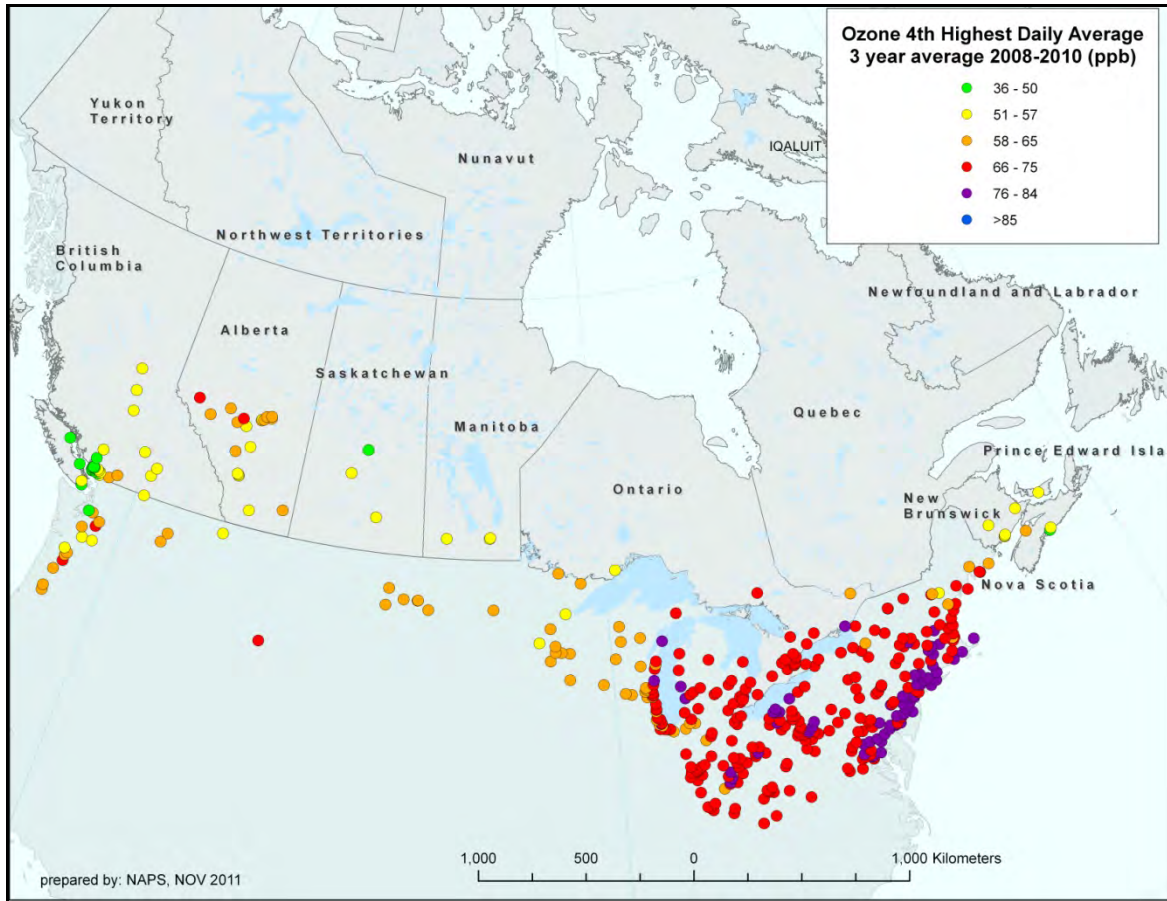 Ozone 4th Highest Daily Average
3 year average 2008-2010 (ppb)
36 - 50
51 - 57
58 - 65
66 - 75
76 - 84
>85
Yukon
Territory
Nunavut
IQALUIT
Northwest Territories
British
Columbia
Newfoundland and Labrador
Alberta
Saskatchewan
Manitoba
Quebec
Prince Edward Isla
Ontario
New
Brunswick
Nova Scotia
1,000 500 0 1,000 Kilometers
prepared by: NAPS, NOV 2011